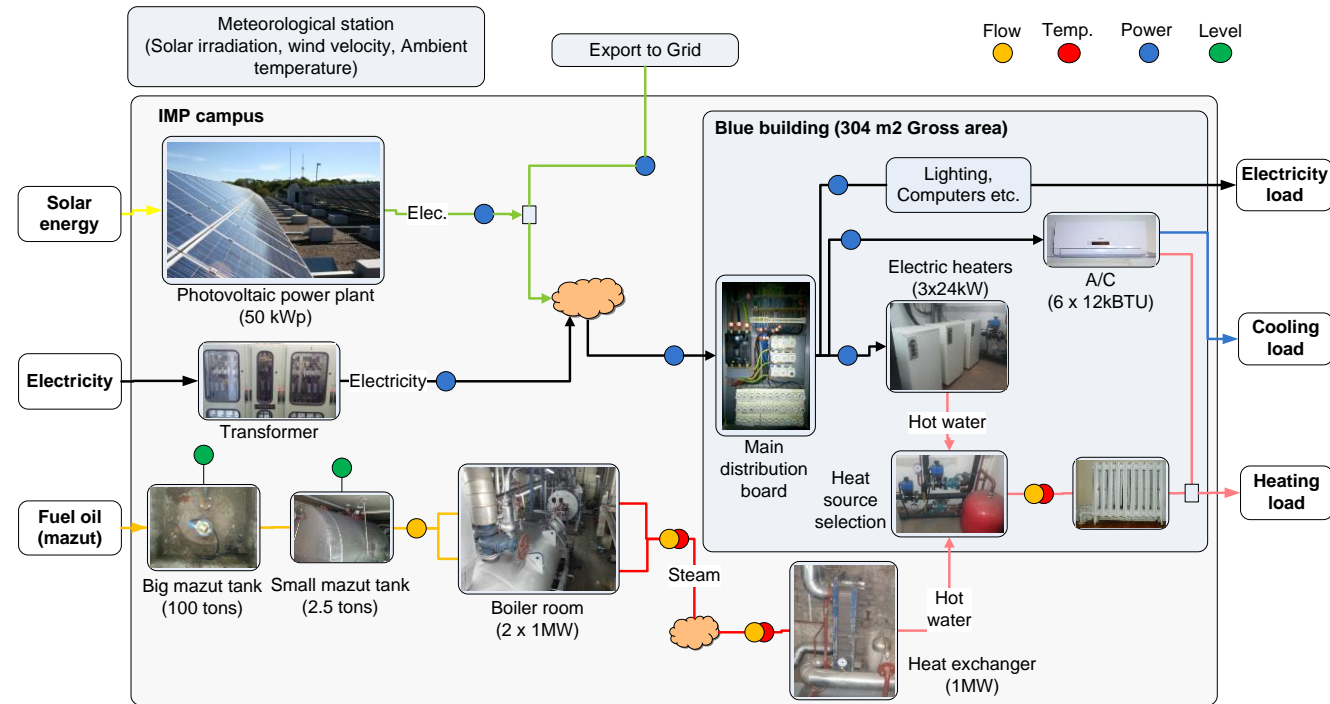 Meteorological station
(Solar irradiation, wind velocity, Ambient
temperature)
Export to Grid
Flow
Temp.
Power
Level
IMP campus
Blue building (304 m2 Gross area)
Solar
energy
Elec.
Photovoltaic power plant
(50 kWp)
Lighting,
Computers etc.
Electricity
load
Electric heaters
(3x24kW)
A/C
(6 x 12kBTU)
Cooling
load
Electricity
Electricity
Transformer
Main
distribution
board
Hot water
Heat
source
selection
Heating
load
Fuel oil
(mazut)
Big mazut tank
(100 tons)
Small mazut tank
(2.5 tons)
Boiler room
(2 x 1MW)
Steam
Hot
water
Heat exchanger
(1MW)